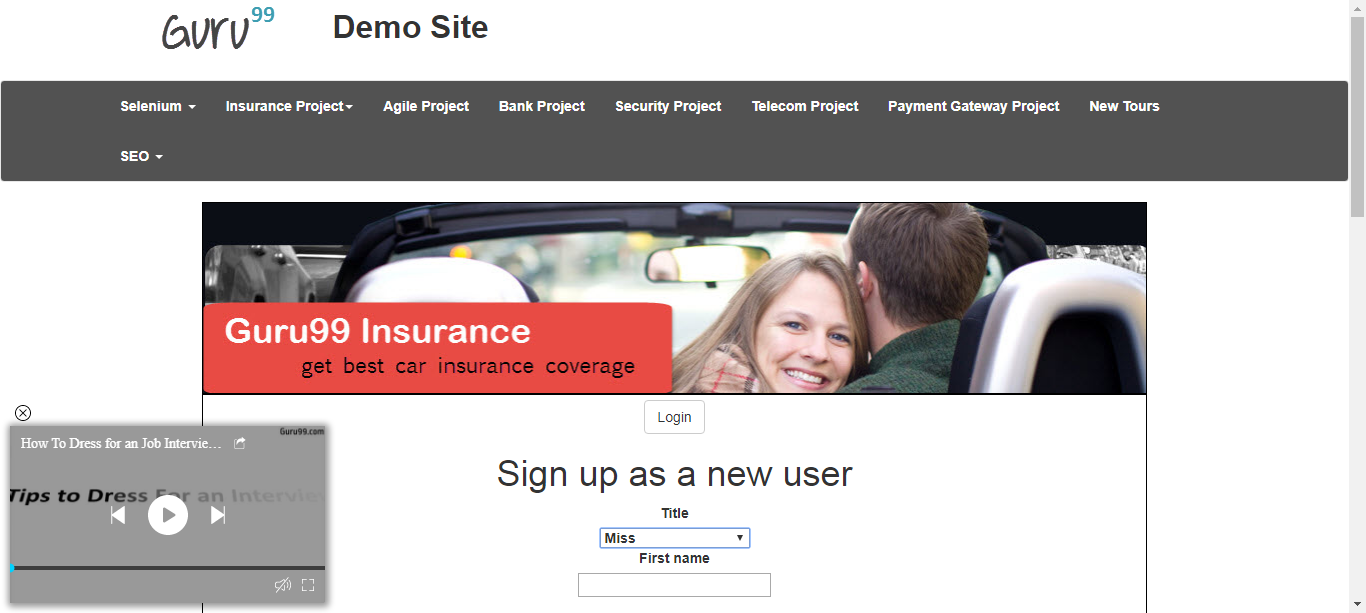 Guru99 Demo Site
Selenium Insurance Project Agile Project Bank Project Security Project Telecom Project Payment Gateway Project New Tours
SEO
Guru99 Insurance
get best car insurance coverage
Login
Sign up as a new user
Title
Miss
First name
Guru99.com
How To Dress for an Job Intervie...
Tips to Dress For an Interview